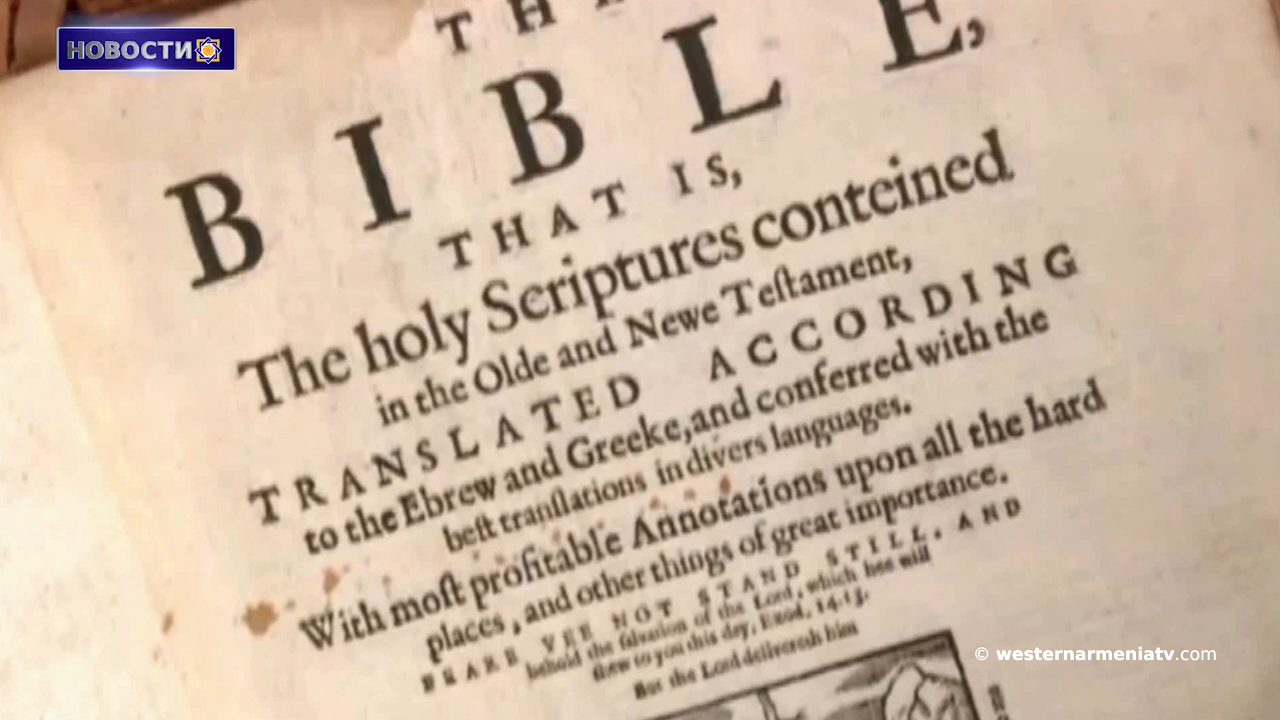 НОВОСТИ
TH
BIBLE,
THAT IS,
The holy Scriptures conteined
in the Olde and Newe Teſtament,
TRANSLATED ACCORDING
to the Ebrew and Greeke, and conferred with the
beſt tranſlations in divers languages.
With moſt profitable Annotations upon all the hard
places, and other things of great importance.
FEARE YEE NOT STAND STILL, AND
behold the ſalvation of the Lord, which hee will
ſhew to you this day, Exod. 14.13.
But the Lord delivereth him
© westernarmeniatv.com